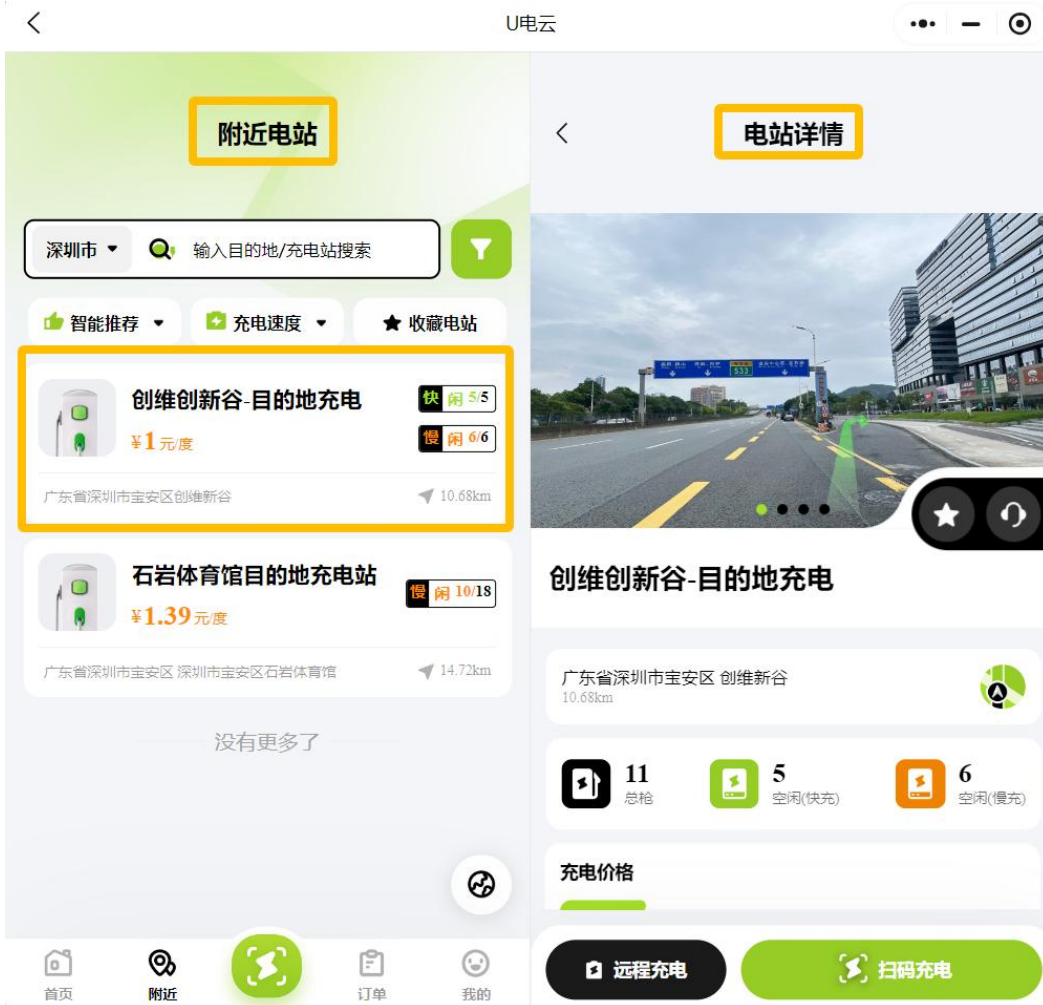 U电云
附近电站
深圳市
输入目的地/充电站搜索
智能推荐
充电速度
收藏电站
创维创新谷-目的地充电
快 闲 5/5
¥1元/度
慢 闲 6/6
广东省深圳市宝安区创维新谷
10.68km
石岩体育馆目的地充电站
慢 闲 10/18
¥1.39元/度
广东省深圳市宝安区 深圳市宝安区石岩体育馆
14.72km
没有更多了
首页
附近
订单
我的
电站详情
533
创维创新谷-目的地充电
广东省深圳市宝安区 创维新谷
10.68km
11
总枪
5
空闲(快充)
6
空闲(慢充)
充电价格
远程充电
扫码充电